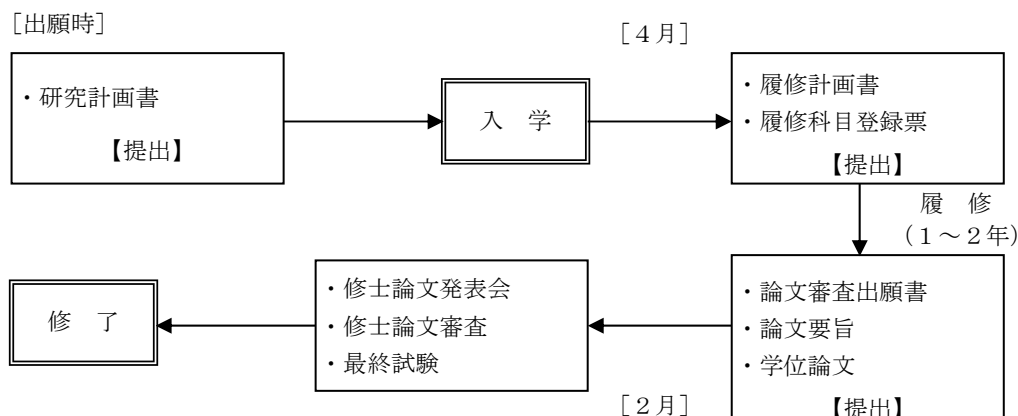 ［出願時］
・研究計画書
【提出】
入　学
［４月］
・履修計画書
・履修科目登録票
【提出】
履　修
（１～２年）
・論文審査出願書
・論文要旨
・学位論文
【提出】
［２月］
・修士論文発表会
・修士論文審査
・最終試験
修　了